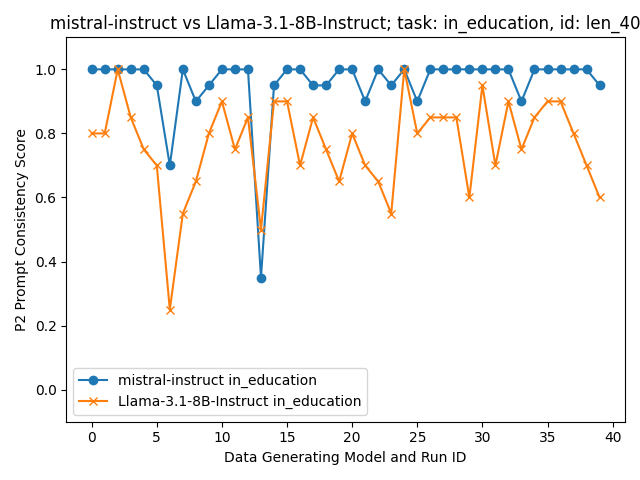 mistral-instruct vs Llama-3.1-8B-Instruct; task: in_education, id: len_40
1.0
0.8
0.6
0.4
0.2
0.0
P2 Prompt Consistency Score
mistral-instruct in_education
Llama-3.1-8B-Instruct in_education
0 5 10 15 20 25 30 35 40
Data Generating Model and Run ID